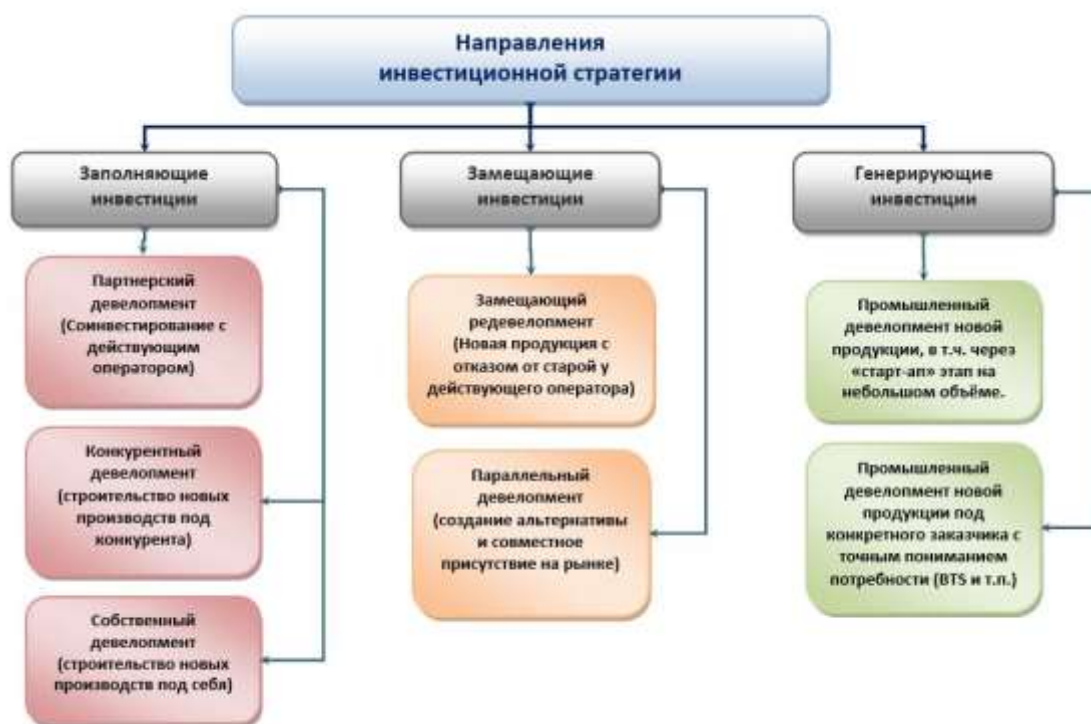 Направления
инвестиционной стратегии
Заполняющие
инвестиции
Партнерский
девелопмент
(Соинвестирование с
действующим
оператором)
Конкурентный
девелопмент
(строительство новых
производств под
конкурента)
Собственный
девелопмент
(строительство новых
производств под себя)
Замещающие
инвестиции
Замещающий
редевелопмент
(Новая продукция с
отказом от старой у
действующего оператора)
Параллельный
девелопмент
(создание альтернативы
и совместное
присутствие на рынке)
Генерирующие
инвестиции
Промышленный
девелопмент новой
продукции, в т.ч. через
«старт-ап» этап на
небольшом объёме.
Промышленный
девелопмент новой
продукции под
конкретного заказчика с
точным пониманием
потребности (BTS и т.п.)